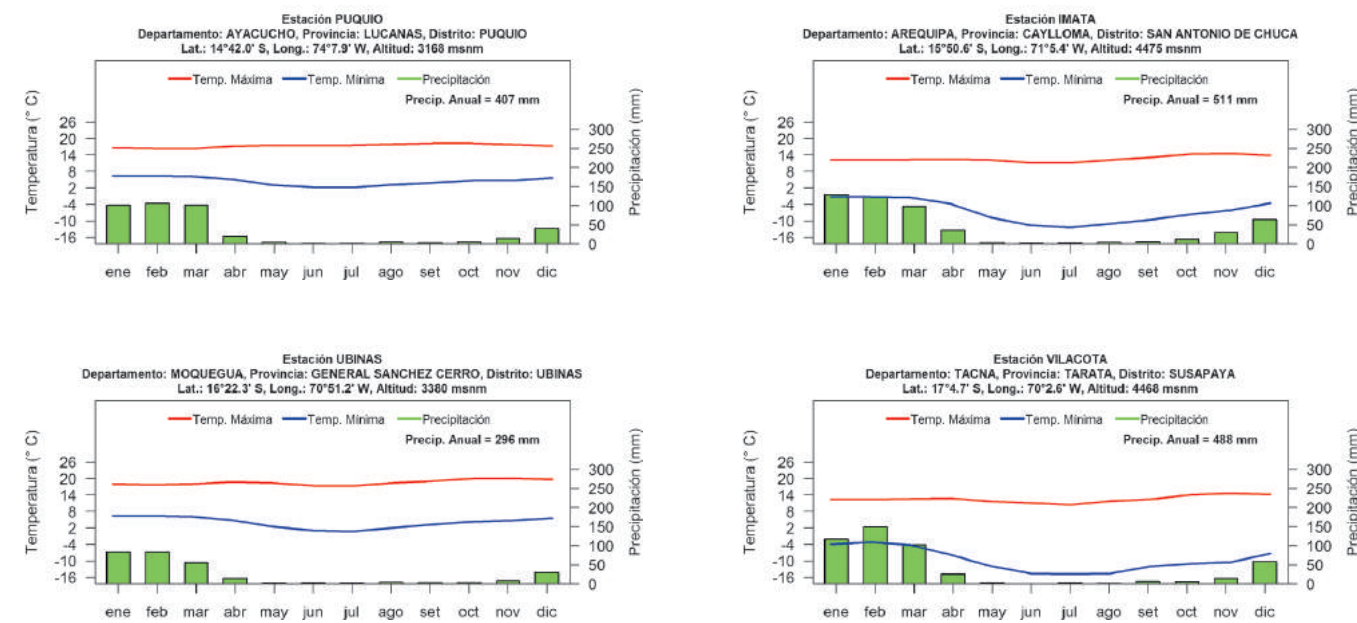 Estación PUQUIO
Departamento: AYACUCHO, Provincia: LUCANAS, Distrito: PUQUIO
Lat.: 14°42.0' S, Long.: 74°7.9' W, Altitud: 3168 msnm
Temp. Máxima Temp. Mínima Precipitación
Precip. Anual = 407 mm
Temperatura (° C)
26
20
14
8
2
-4
-10
-16
Precipitación (mm)
300
250
200
150
100
50
0
ene feb mar abr may jun jul ago set oct nov dic
Estación IMATA
Departamento: AREQUIPA, Provincia: CAYLLOMA, Distrito: SAN ANTONIO DE CHUCA
Lat.: 15°50.6' S, Long.: 71°5.4' W, Altitud: 4475 msnm
Temp. Máxima Temp. Mínima Precipitación
Precip. Anual = 511 mm
Temperatura (° C)
26
20
14
8
2
-4
-10
-16
Precipitación (mm)
300
250
200
150
100
50
0
ene feb mar abr may jun jul ago set oct nov dic
Estación UBINAS
Departamento: MOQUEGUA, Provincia: GENERAL SANCHEZ CERRO, Distrito: UBINAS
Lat.: 16°22.3' S, Long.: 70°51.2' W, Altitud: 3380 msnm
Temp. Máxima Temp. Mínima Precipitación
Precip. Anual = 296 mm
Temperatura (° C)
26
20
14
8
2
-4
-10
-16
Precipitación (mm)
300
250
200
150
100
50
0
ene feb mar abr may jun jul ago set oct nov dic
Estación VILACOTA
Departamento: TACNA, Provincia: TARATA, Distrito: SUSAPAYA
Lat.: 17°4.7' S, Long.: 70°2.6' W, Altitud: 4468 msnm
Temp. Máxima Temp. Mínima Precipitación
Precip. Anual = 488 mm
Temperatura (° C)
26
20
14
8
2
-4
-10
-16
Precipitación (mm)
300
250
200
150
100
50
0
ene feb mar abr may jun jul ago set oct nov dic